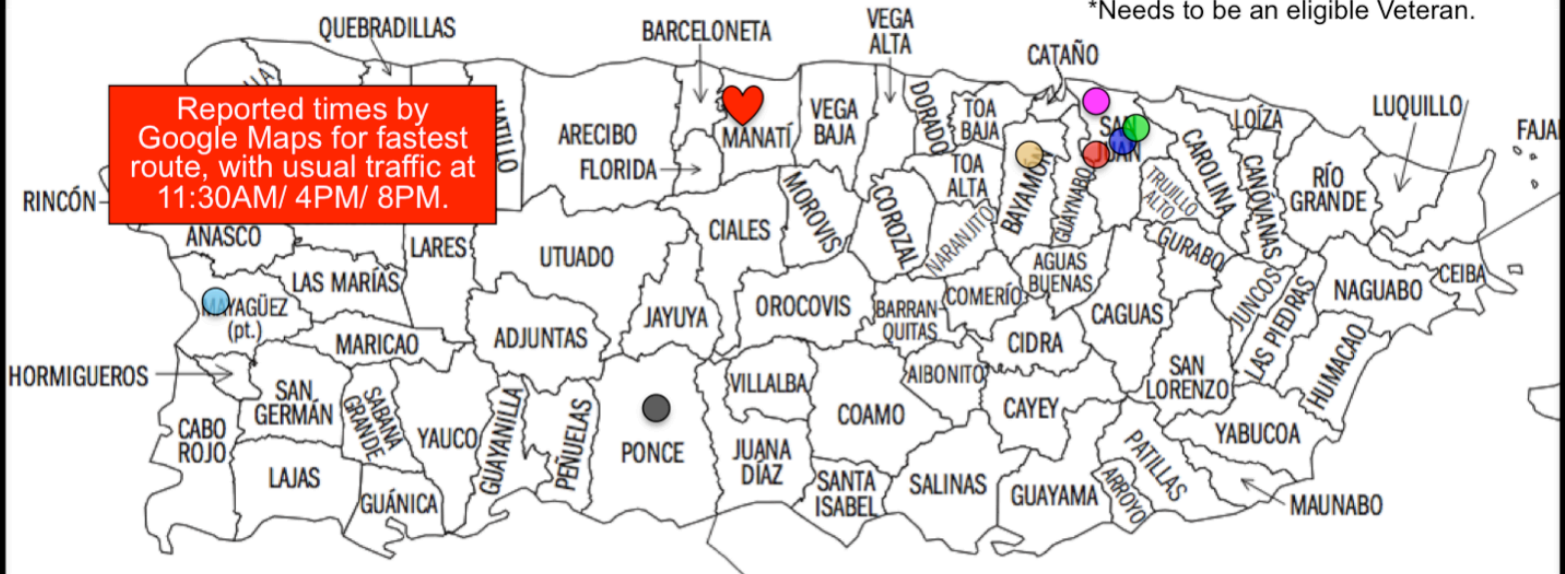 *Needs to be an eligible Veteran.
QUEBRADILLAS
BARCELONETA
VEGA
ALTA
CATAÑO
LUQUILLO
Reported times by
Google Maps for fastest
route, with usual traffic at
11:30AM/ 4PM/ 8PM.
ARECIBO
FLORIDA
MANATÍ
VEGA
BAJA
DORADO
TOA
BAJA
TOA
ALTA
BAYAMÓN
GUAYNABO
SAN
JUAN
TRUJILLO
ALTO
CAROLINA
LOÍZA
CANÓVANAS
RÍO
GRANDE
RINCÓN
AÑASCO
LARES
UTUADO
CIALES
MOROVIS
COROZAL
NARANJITO
AGUAS
BUENAS
GURABO
CEIBA
LAS MARÍAS
MAYAGÜEZ
(pt.)
MARICAO
ADJUNTAS
JAYUYA
OROCOVIS
BARRAN-
QUITAS
COMERÍO
CIDRA
CAGUAS
JUNCOS
LAS PIEDRAS
NAGUABO
HUMACAO
HORMIGUEROS
SAN
GERMÁN
SABANA
GRANDE
YAUCO
GUAYANILLA
PEÑUELAS
PONCE
VILLALBA
JUANA
DÍAZ
COAMO
AIBONITO
CAYEY
SAN
LORENZO
YABUCOA
CABO
ROJO
LAJAS
GUÁNICA
SANTA
ISABEL
SALINAS
GUAYAMA
ARROYO
PATILLAS
MAUNABO